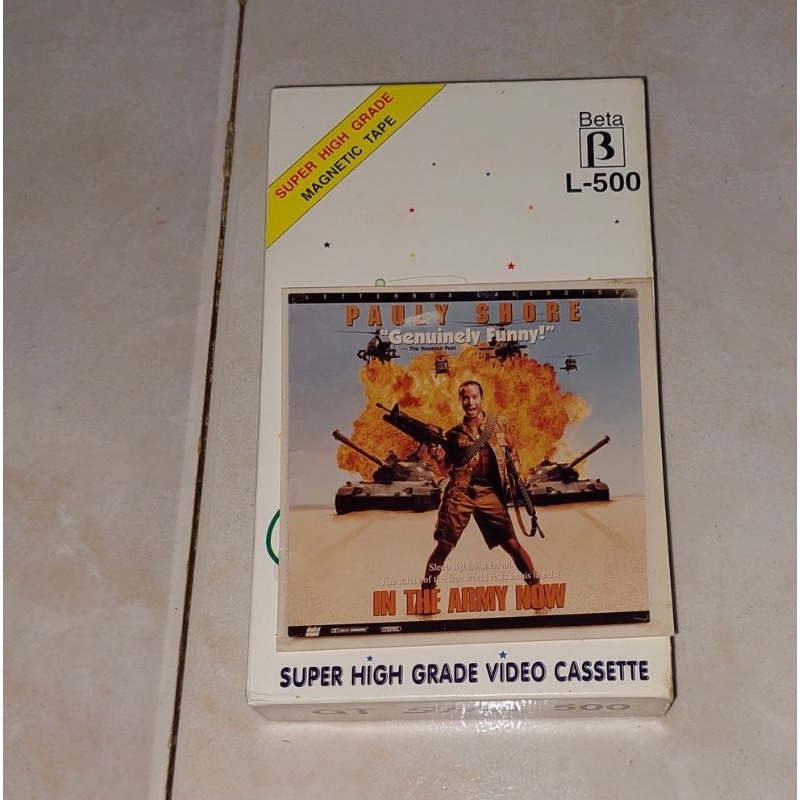 SUPER HIGH GRADE
MAGNETIC TAPE
Beta
β
L-500
LETTERBOX LASERDISC
PAULY SHORE
"Genuinely Funny!"
— The Houston Post
Sleep tight, America!
The safety of the free world rests in his hands!
IN THE ARMY NOW
STEREO
SUPER HIGH GRADE VIDEO CASSETTE
GT 500